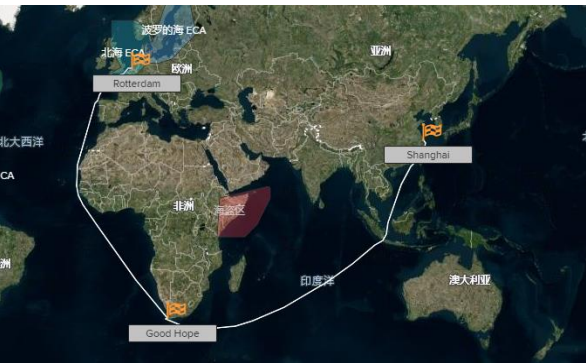 波罗的海 ECA
北海 ECA
亚洲
欧洲
Rotterdam
北大西洋
Shanghai
CA
非洲
海盗区
洲
印度洋
澳大利亚
Good Hope